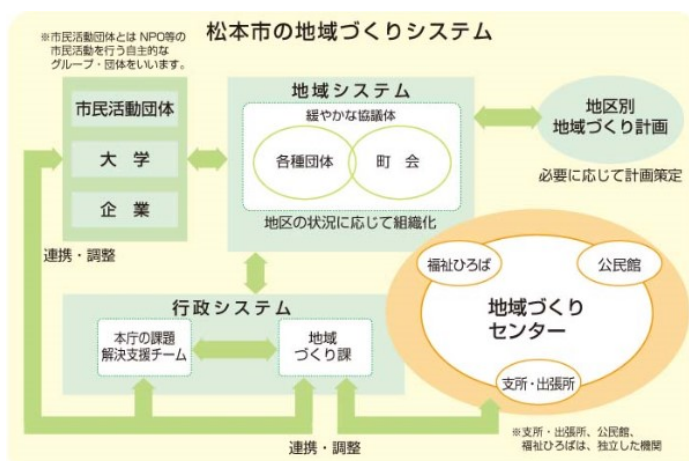 松本市の地域づくりシステム
※市民活動団体とは NPO等の
市民活動を行う自主的な
グループ・団体をいいます。
市民活動団体
大　学
企　業
連携・調整
地域システム
緩やかな協議体
各種団体
町　会
地区の状況に応じて組織化
地区別
地域づくり計画
必要に応じて計画策定
行政システム
本庁の課題
解決支援チーム
地域
づくり課
連携・調整
福祉ひろば
公民館
地域づくり
センター
支所・出張所
※支所・出張所、公民館、
福祉ひろばは、独立した機関